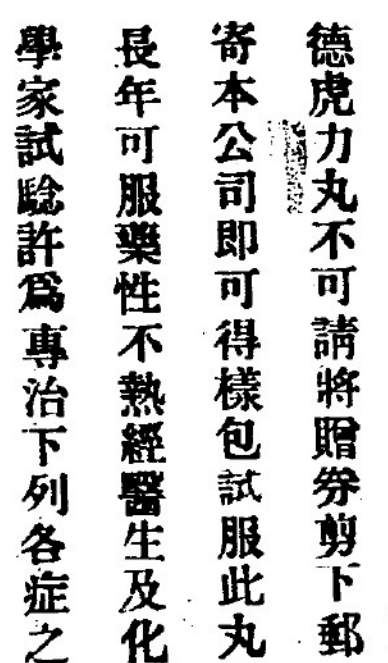 德虎力丸不可請將贈券剪下郵
寄本公司即可得樣包試服此丸
長年可服藥性不熱經醫生及化
學家試驗許爲專治下列各症之